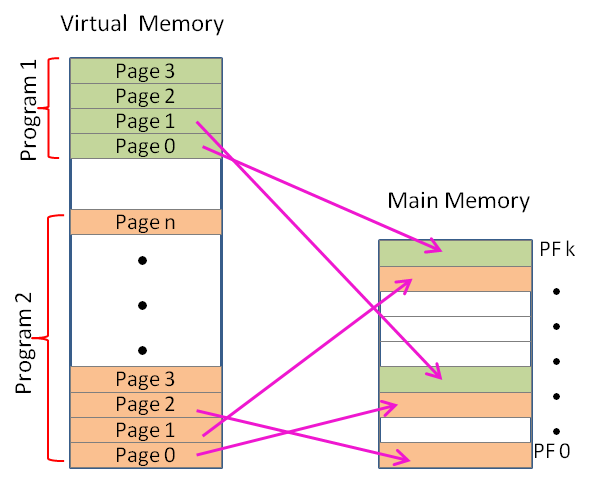 Virtual Memory
Program 1
Page 3
Page 2
Page 1
Page 0
Page n
Program 2
Page 3
Page 2
Page 1
Page 0
Main Memory
PF k
PF 0